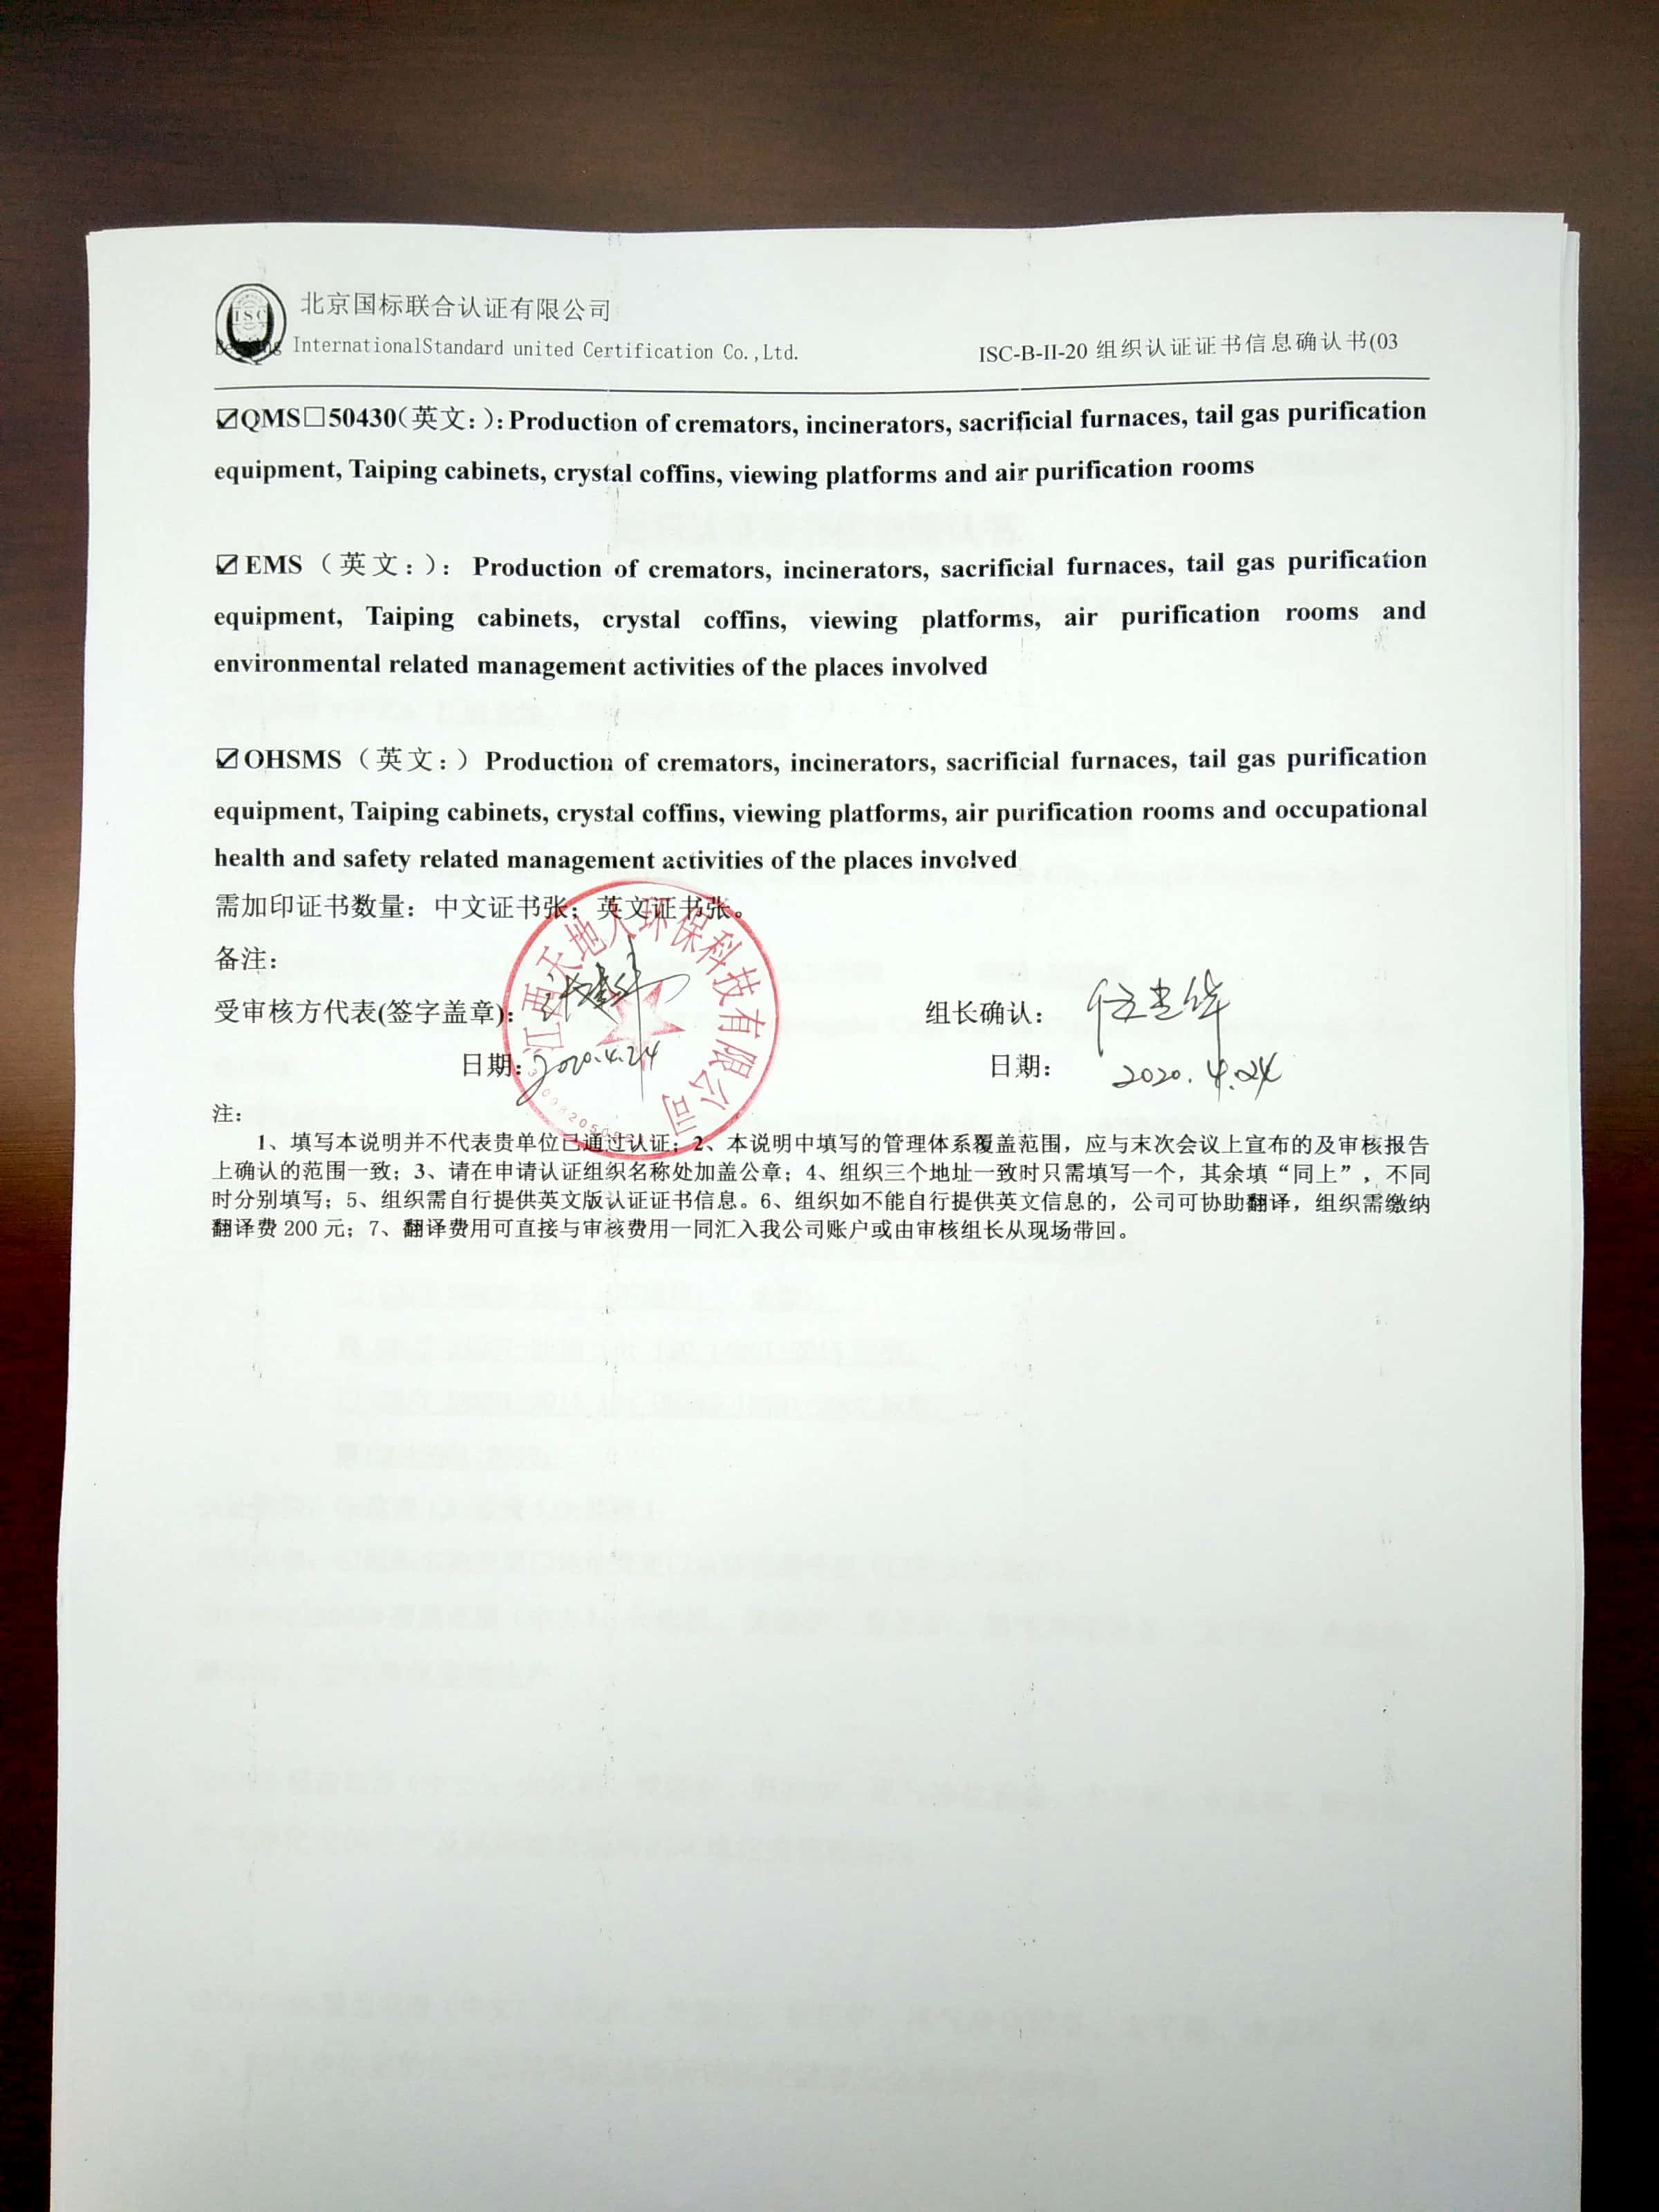 ISC
北京国标联合认证有限公司
Beijing InternationalStandard united Certification Co.,Ltd.
ISC-B-II-20 组织认证证书信息确认书(03
☑QMS□50430(英文：)：Production of cremators, incinerators, sacrificial furnaces, tail gas purification
equipment, Taiping cabinets, crystal coffins, viewing platforms and air purification rooms
☑EMS（英文：）： Production of cremators, incinerators, sacrificial furnaces, tail gas purification
equipment, Taiping cabinets, crystal coffins, viewing platforms, air purification rooms and
environmental related management activities of the places involved
☑OHSMS（英文：）Production of cremators, incinerators, sacrificial furnaces, tail gas purification
equipment, Taiping cabinets, crystal coffins, viewing platforms, air purification rooms and occupational
health and safety related management activities of the places involved
需加印证书数量：中文证书张；英文证书张。
备注：
受审核方代表(签字盖章)：
江西天地人环保科技有限公司
组长确认：
日期：2020.4.24
日期：2020.4.24
注：
1、填写本说明并不代表贵单位已通过认证；2、本说明中填写的管理体系覆盖范围，应与末次会议上宣布的及审核报告
上确认的范围一致；3、请在申请认证组织名称处加盖公章；4、组织三个地址一致时只需填写一个，其余填“同上”，不同
时分别填写；5、组织需自行提供英文版认证证书信息。6、组织如不能自行提供英文信息的，公司可协助翻译，组织需缴纳
翻译费 200 元；7、翻译费用可直接与审核费用一同汇入我公司账户或由审核组长从现场带回。